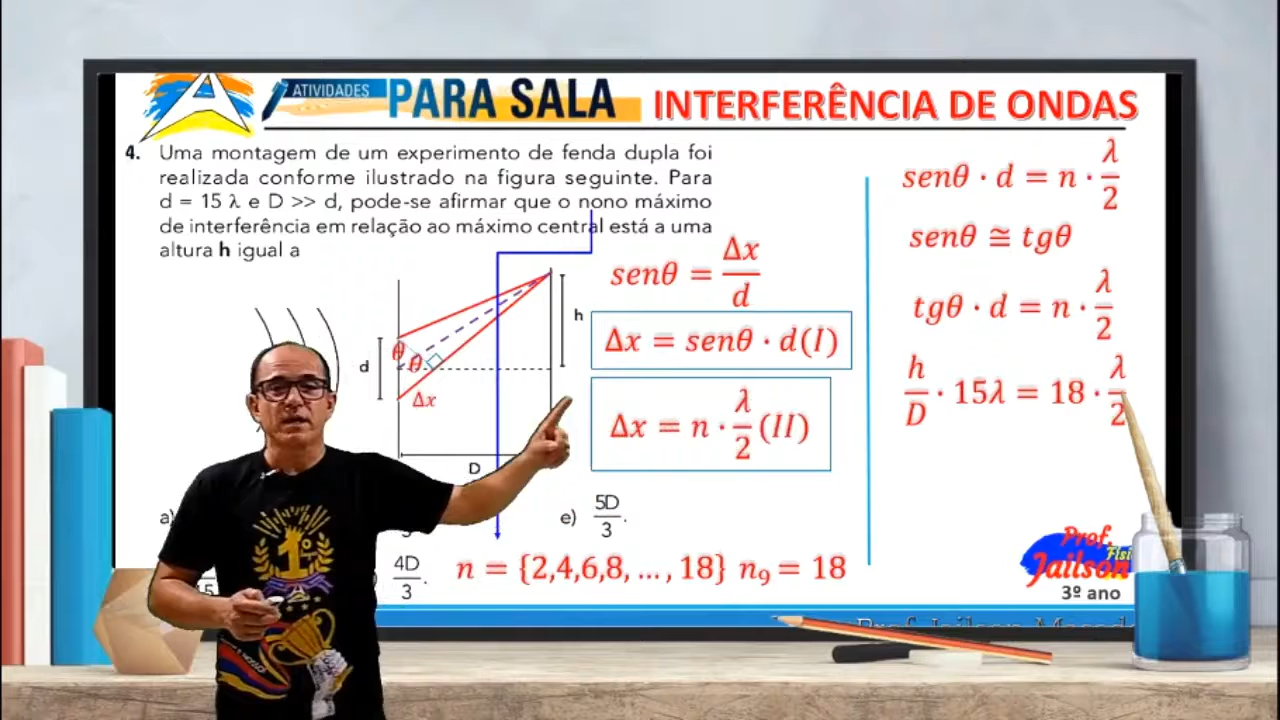 ATIVIDADES
PARA SALA
INTERFERÊNCIA DE ONDAS
4. Uma montagem de um experimento de fenda dupla foi
realizada conforme ilustrado na figura seguinte. Para
d = 15 λ e D >> d, pode-se afirmar que o nono máximo
de interferência em relação ao máximo central está a uma
altura h igual a
d
θ
θ
Δx
h
D
senθ = Δx/d
Δx = senθ · d(I)
Δx = n · λ/2 (II)
a)
e) 5D/3.
4D/3.
n = {2,4,6,8, ... , 18} n₉ = 18
senθ · d = n · λ/2
senθ ≅ tgθ
tgθ · d = n · λ/2
h/D · 15λ = 18 · λ/2
Prof.
Jailson
3º ano
1º